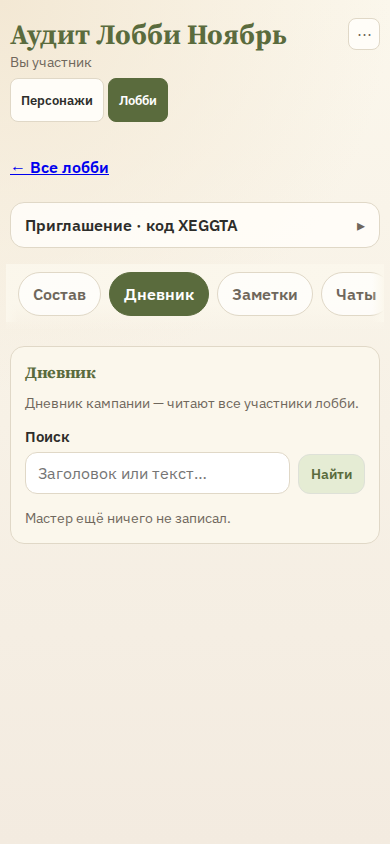 Аудит Лобби Ноябрь
...
Вы участник
Персонажи
Лобби
← Все лобби
Приглашение · код XEGGTA ▸
Состав
Дневник
Заметки
Чаты
Дневник
Дневник кампании — читают все участники лобби.
Поиск
Заголовок или текст...
Найти
Мастер ещё ничего не записал.